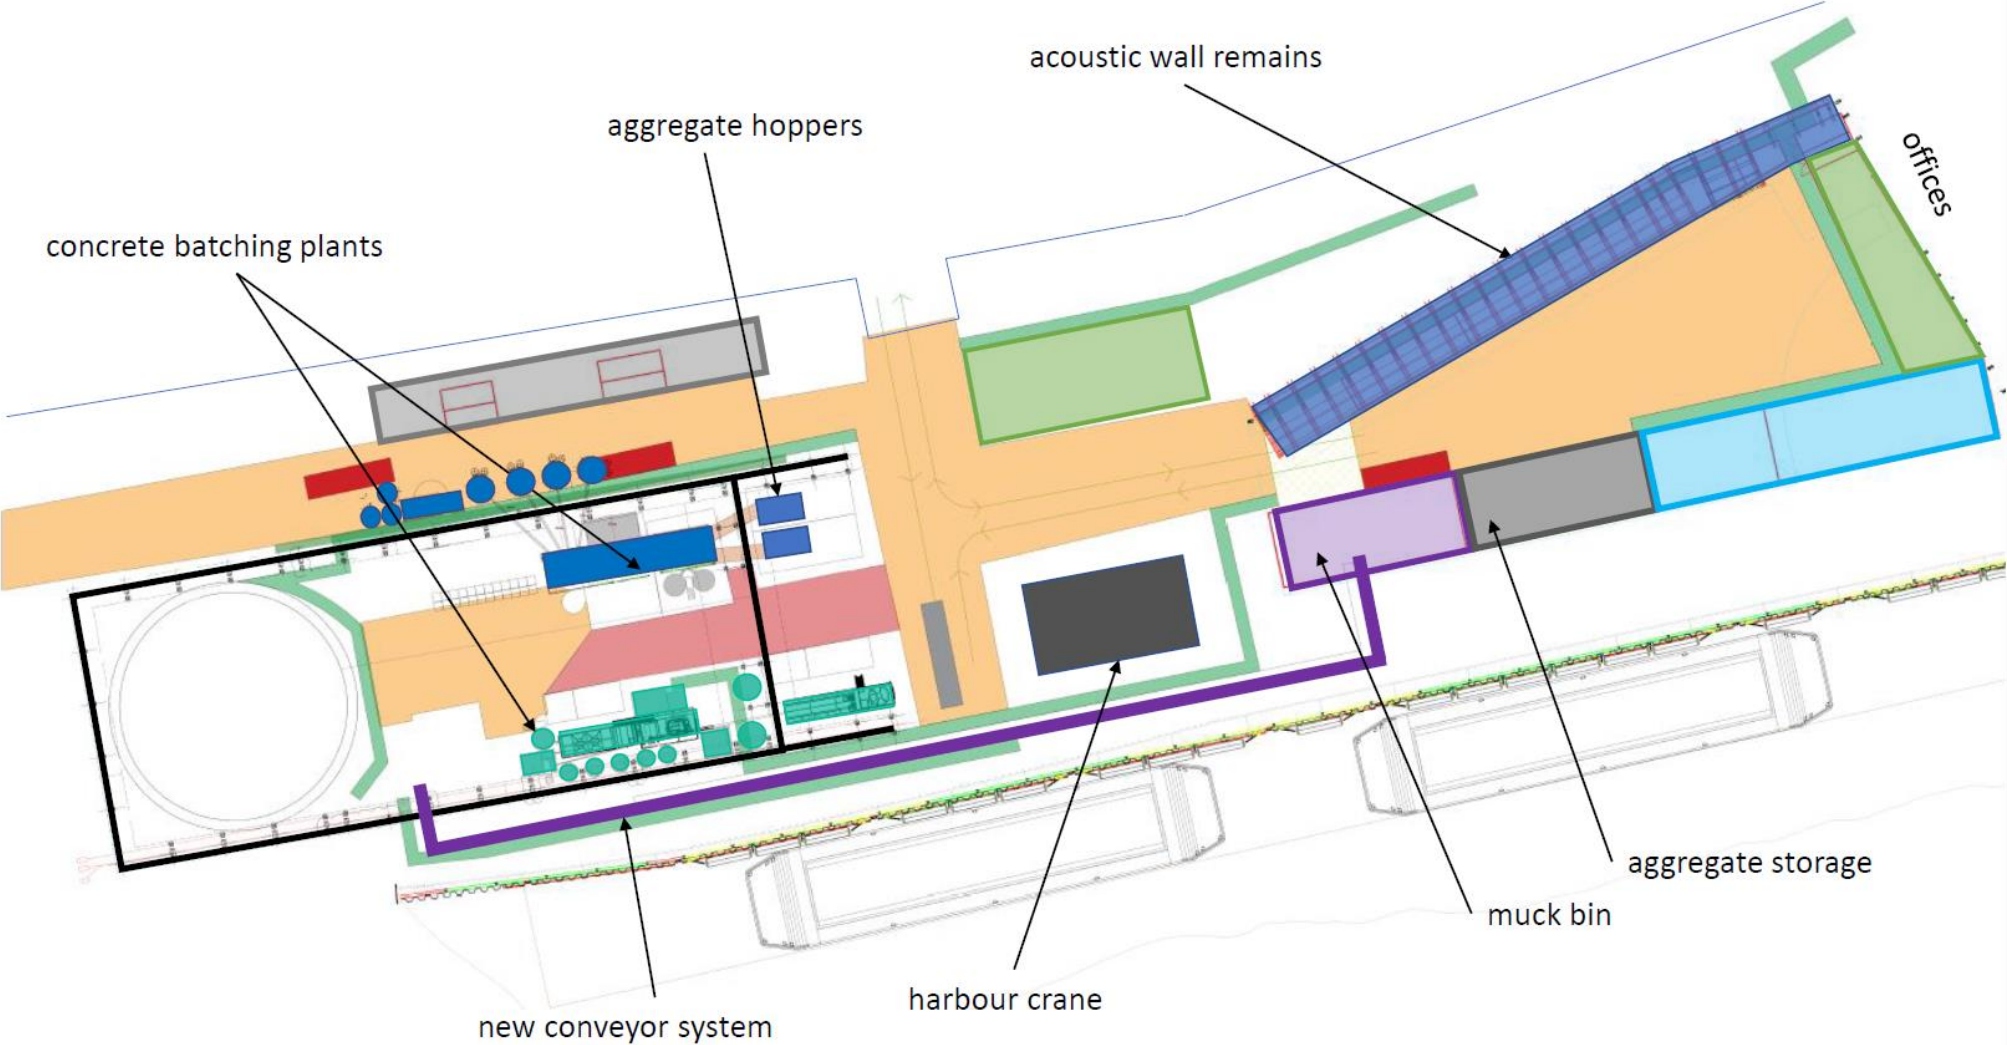 acoustic wall remains
aggregate hoppers
offices
concrete batching plants
aggregate storage
muck bin
harbour crane
new conveyor system